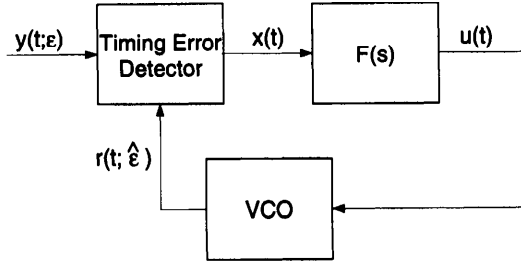 y(t;ε)
Timing Error
Detector
x(t)
F(s)
u(t)
r(t; ε̂ )
VCO